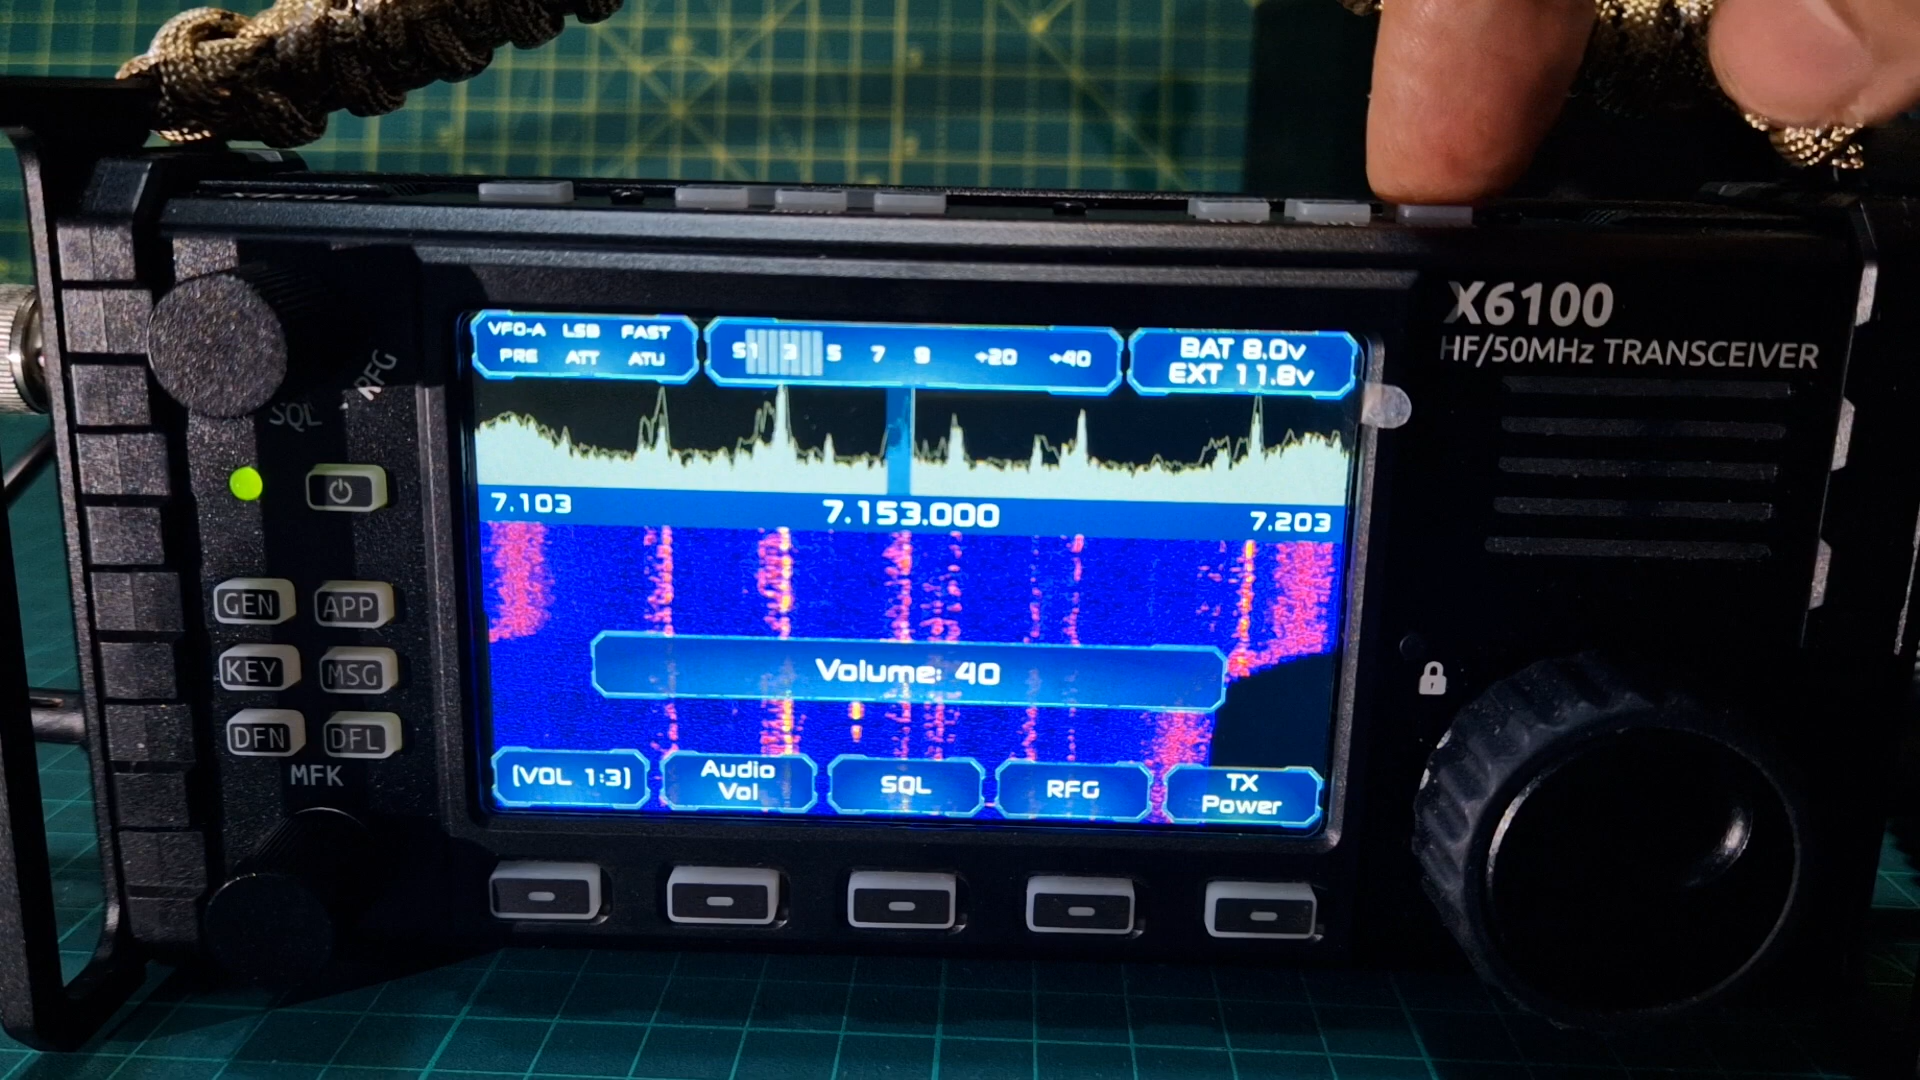 X6100
HF/50MHz TRANSCEIVER
RFG
SQL
VFO-A LSB FAST
PRE ATT ATU
S1 3 5 7 9 +20 +40
BAT 8.0v
EXT 11.8v
7.103 7.153.000 7.203
Volume: 40
(VOL 1:3)
Audio
Vol
SQL
RFG
TX
Power
GEN APP
KEY MSG
DFN DFL
MFK